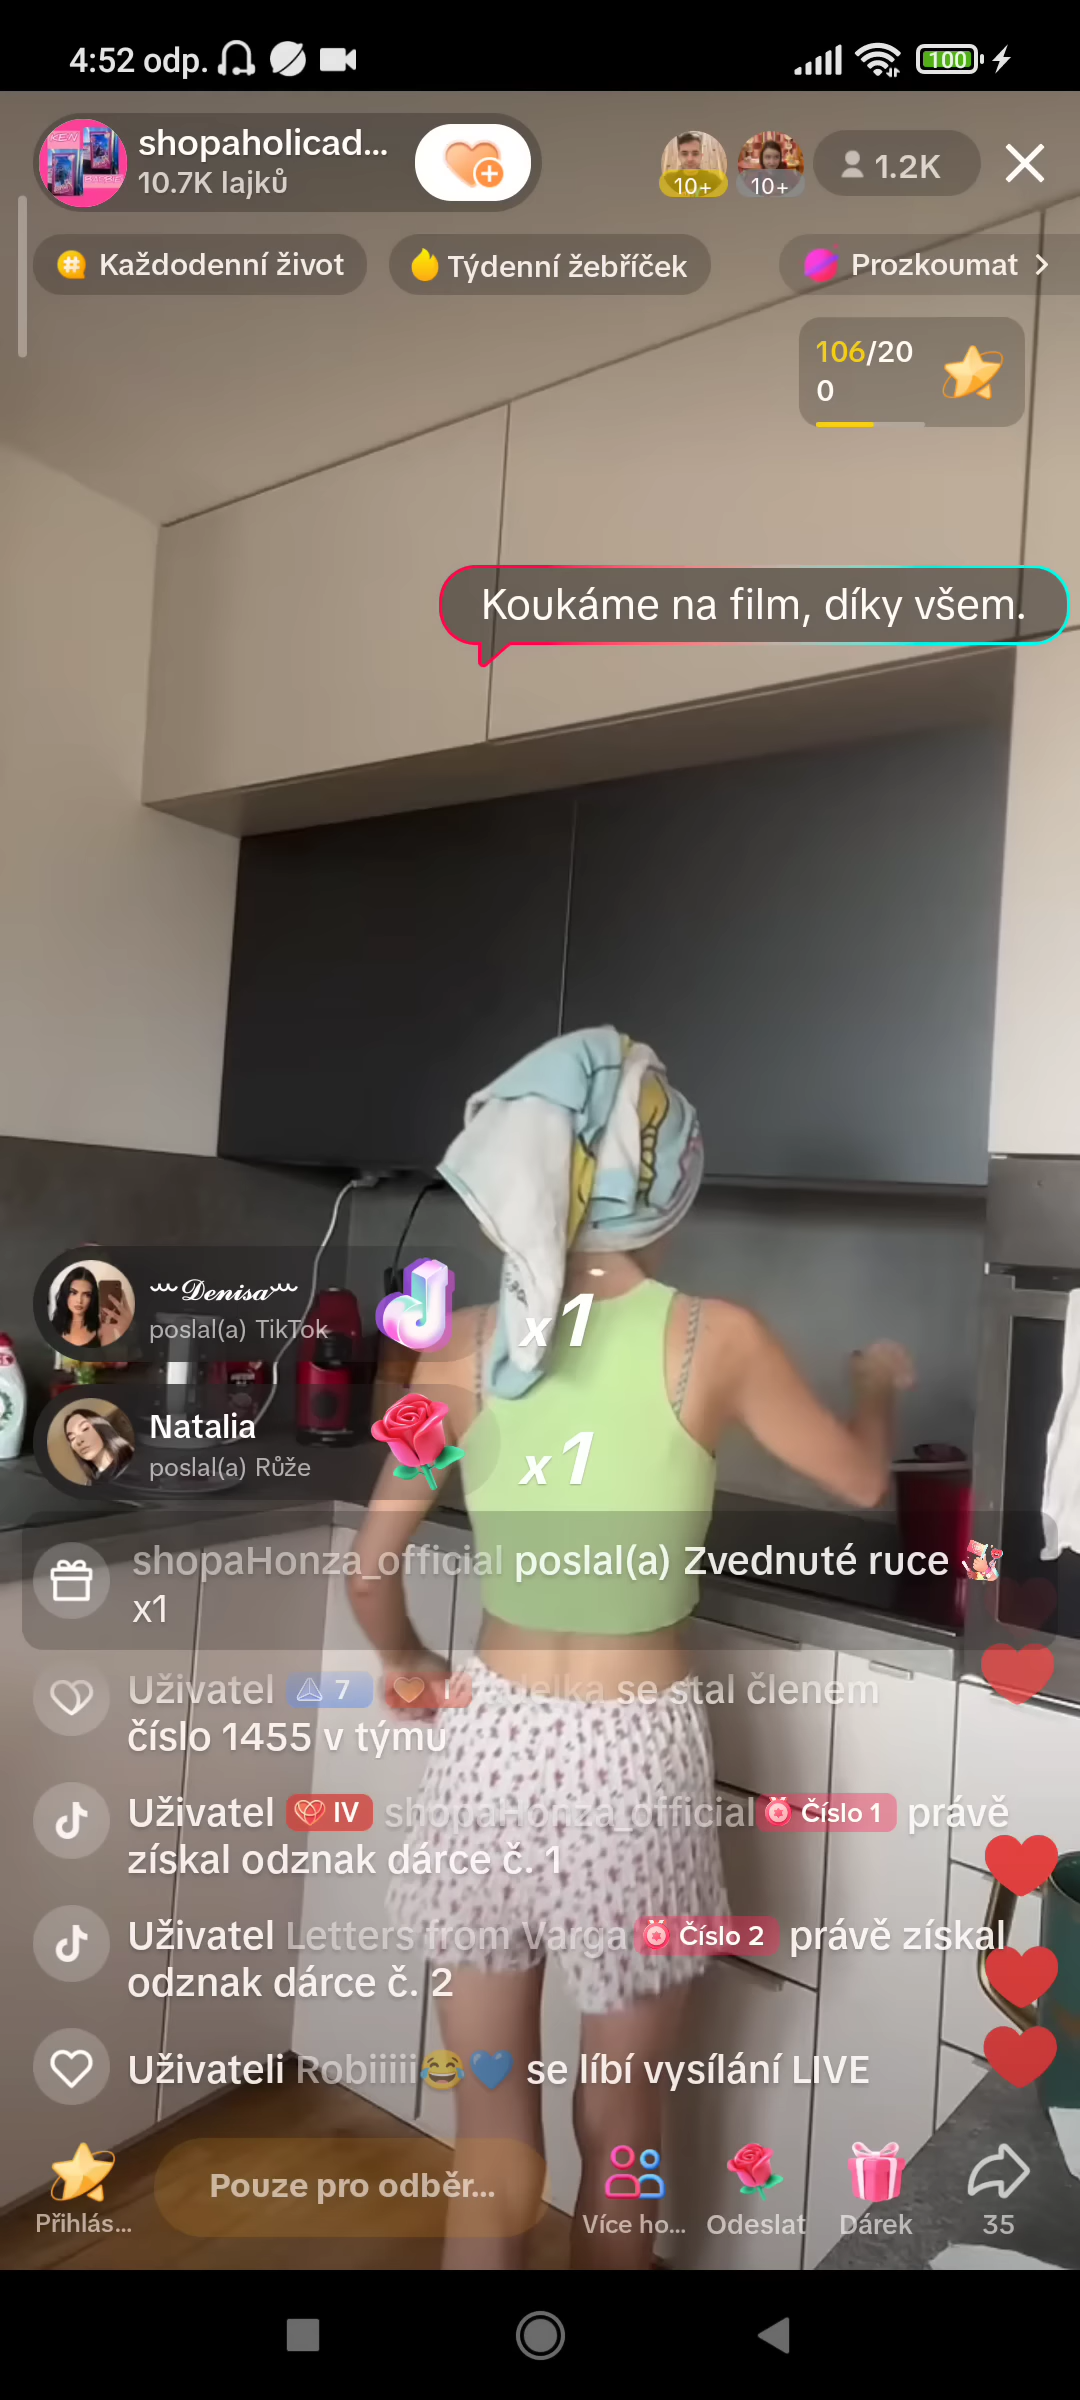 4:52 odp.
100
shopaholicad...
10.7K lajků
10+
10+
1.2K
Každodenní život
Týdenní žebříček
Prozkoumat
106/20
0
Koukáme na film, díky všem.
𝓓𝓮𝓷𝓲𝓼𝓪
poslal(a) TikTok
x1
Natalia
poslal(a) Růže
x1
shopaHonza_official poslal(a) Zvednuté ruce
x1
Uživatel 7 I se stal členem
číslo 1455 v týmu
Uživatel IV shopaHonza_official Číslo 1 právě
získal odznak dárce č. 1
Uživatel Letters from Varga Číslo 2 právě získal
odznak dárce č. 2
Uživateli Robiiiii😂💙 se líbí vysílání LIVE
Přihlás...
Pouze pro odběr...
Více ho...
Odeslat
Dárek
35